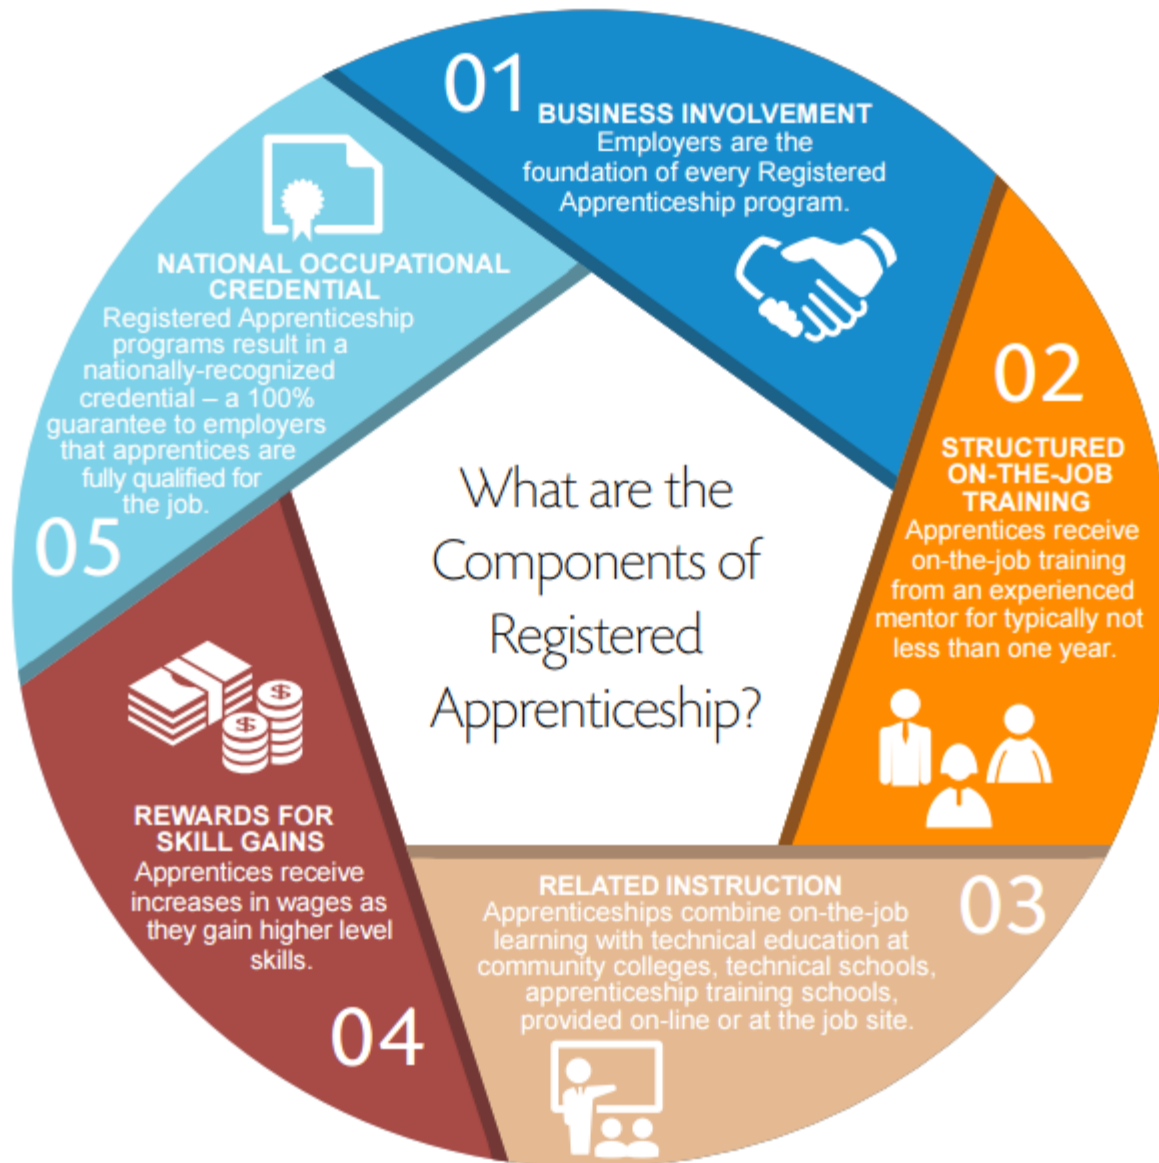 01
BUSINESS INVOLVEMENT
Employers are the
foundation of every Registered
Apprenticeship program.
02
STRUCTURED
ON-THE-JOB
TRAINING
Apprentices receive
on-the-job training
from an experienced
mentor for typically not
less than one year.
03
RELATED INSTRUCTION
Apprenticeships combine on-the-job
learning with technical education at
community colleges, technical schools,
apprenticeship training schools,
provided on-line or at the job site.
$
$
REWARDS FOR
SKILL GAINS
Apprentices receive
increases in wages as
they gain higher level
skills.
04
NATIONAL OCCUPATIONAL
CREDENTIAL
Registered Apprenticeship
programs result in a
nationally-recognized
credential – a 100%
guarantee to employers
that apprentices are
fully qualified for
the job.
05
What are the
Components of
Registered
Apprenticeship?